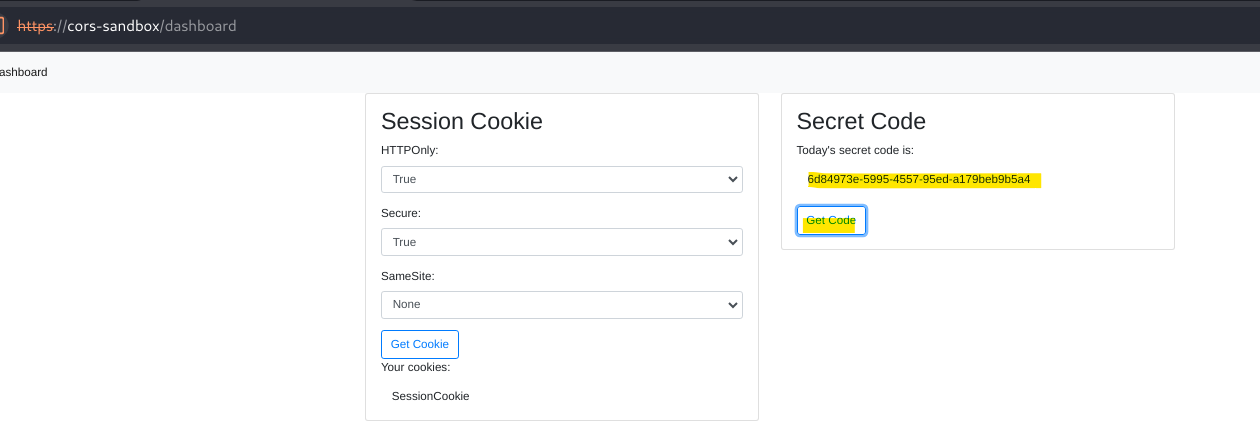 https://cors-sandbox/dashboard
ashboard
Session Cookie
HTTPOnly:
True
Secure:
True
SameSite:
None
Get Cookie
Your cookies:
SessionCookie
Secret Code
Today's secret code is:
6d84973e-5995-4557-95ed-a179beb9b5a4
Get Code